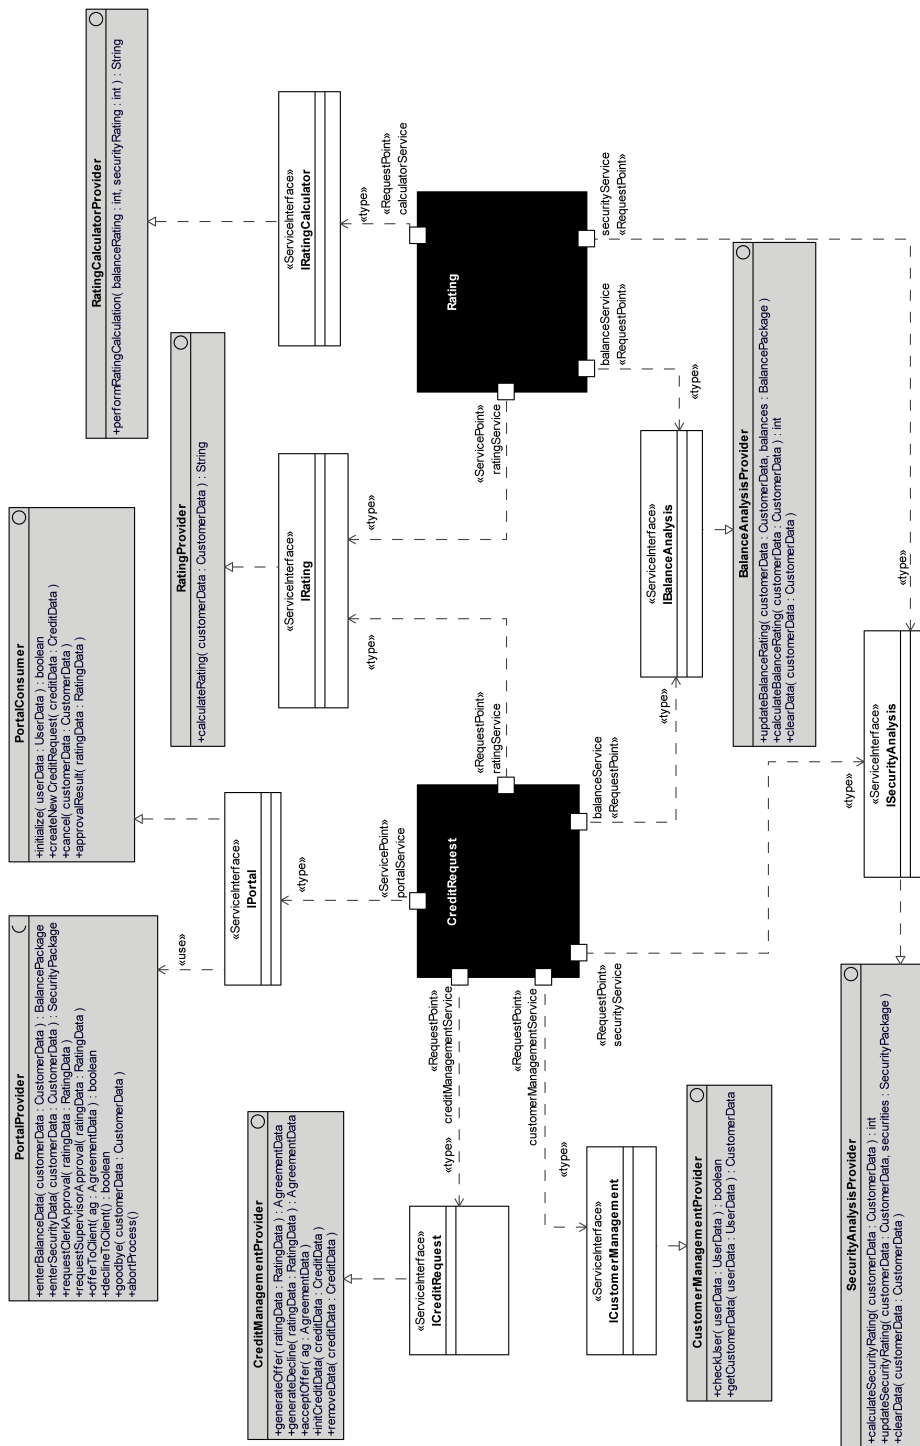 PortalProvider
+enterBalanceData( customerData : CustomerData ) : BalancePackage
+enterSecurityData( customerData : CustomerData ) : SecurityPackage
+requestClerkApproval( ratingData : RatingData )
+requestSupervisorApproval( ratingData : RatingData )
+offerToClient( ag : AgreementData ) : boolean
+declineToClient() : boolean
+goodbye( customerData : CustomerData )
+abortProcess()
PortalConsumer
+initialize( userData : UserData ) : boolean
+createNewCreditRequest( creditData : CreditData )
+cancel( customerData : CustomerData )
+approvalResult( ratingData : RatingData )
RatingCalculatorProvider
+performRatingCalculation( balanceRating : int, securityRating : int ) : String
RatingProvider
+calculateRating( customerData : CustomerData ) : String
«use»
«ServiceInterface»
IPortal
«type»
«ServiceInterface»
IRating
«type»
«type»
«ServiceInterface»
IRatingCalculator
«type»
«RequestPoint»
calculatorService
CreditManagementProvider
+generateOffer( ratingData : RatingData ) : AgreementData
+generateDecline( ratingData : RatingData ) : AgreementData
+acceptOffer( ag : AgreementData )
+initCreditData( creditData : CreditData )
+removeData( creditData : CreditData )
«ServiceInterface»
ICreditRequest
«type»
«RequestPoint»
creditManagementService
«ServicePoint»
portalService
CreditRequest
«RequestPoint»
ratingService
«ServicePoint»
ratingService
Rating
«RequestPoint»
customerManagementService
«type»
«ServiceInterface»
ICustomerManagement
CustomerManagementProvider
+checkUser( userData : UserData ) : boolean
+getCustomerData( userData : UserData ) : CustomerData
«RequestPoint»
securityService
balanceService
«RequestPoint»
«type»
«ServiceInterface»
IBalanceAnalysis
«type»
balanceService
«RequestPoint»
securityService
«RequestPoint»
BalanceAnalysisProvider
+updateBalanceRating( customerData : CustomerData, balances : BalancePackage )
+calculateBalanceRating( customerData : CustomerData ) : int
+clearData( customerData : CustomerData )
«type»
«ServiceInterface»
ISecurityAnalysis
«type»
SecurityAnalysisProvider
+calculateSecurityRating( customerData : CustomerData ) : int
+updateSecurityRating( customerData : CustomerData, securities : SecurityPackage )
+clearData( customerData : CustomerData )